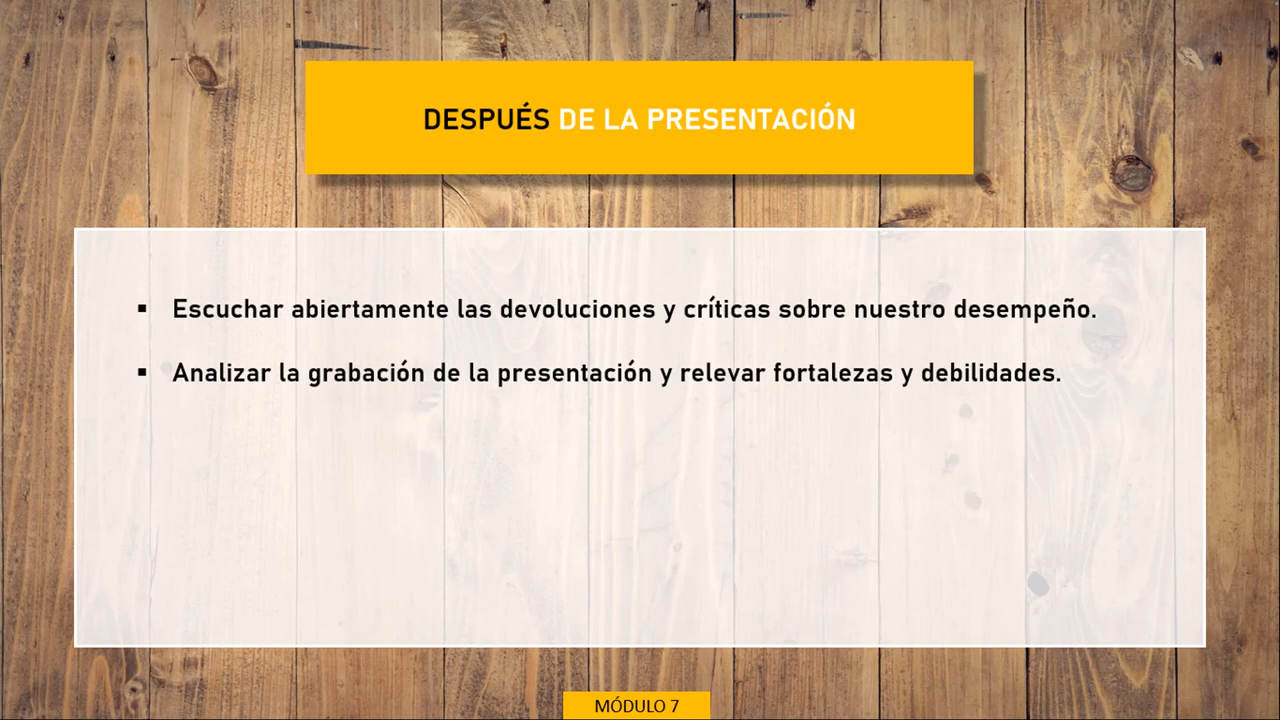 DESPUÉS DE LA PRESENTACIÓN
▪ Escuchar abiertamente las devoluciones y críticas sobre nuestro desempeño.
▪ Analizar la grabación de la presentación y relevar fortalezas y debilidades.
MÓDULO 7